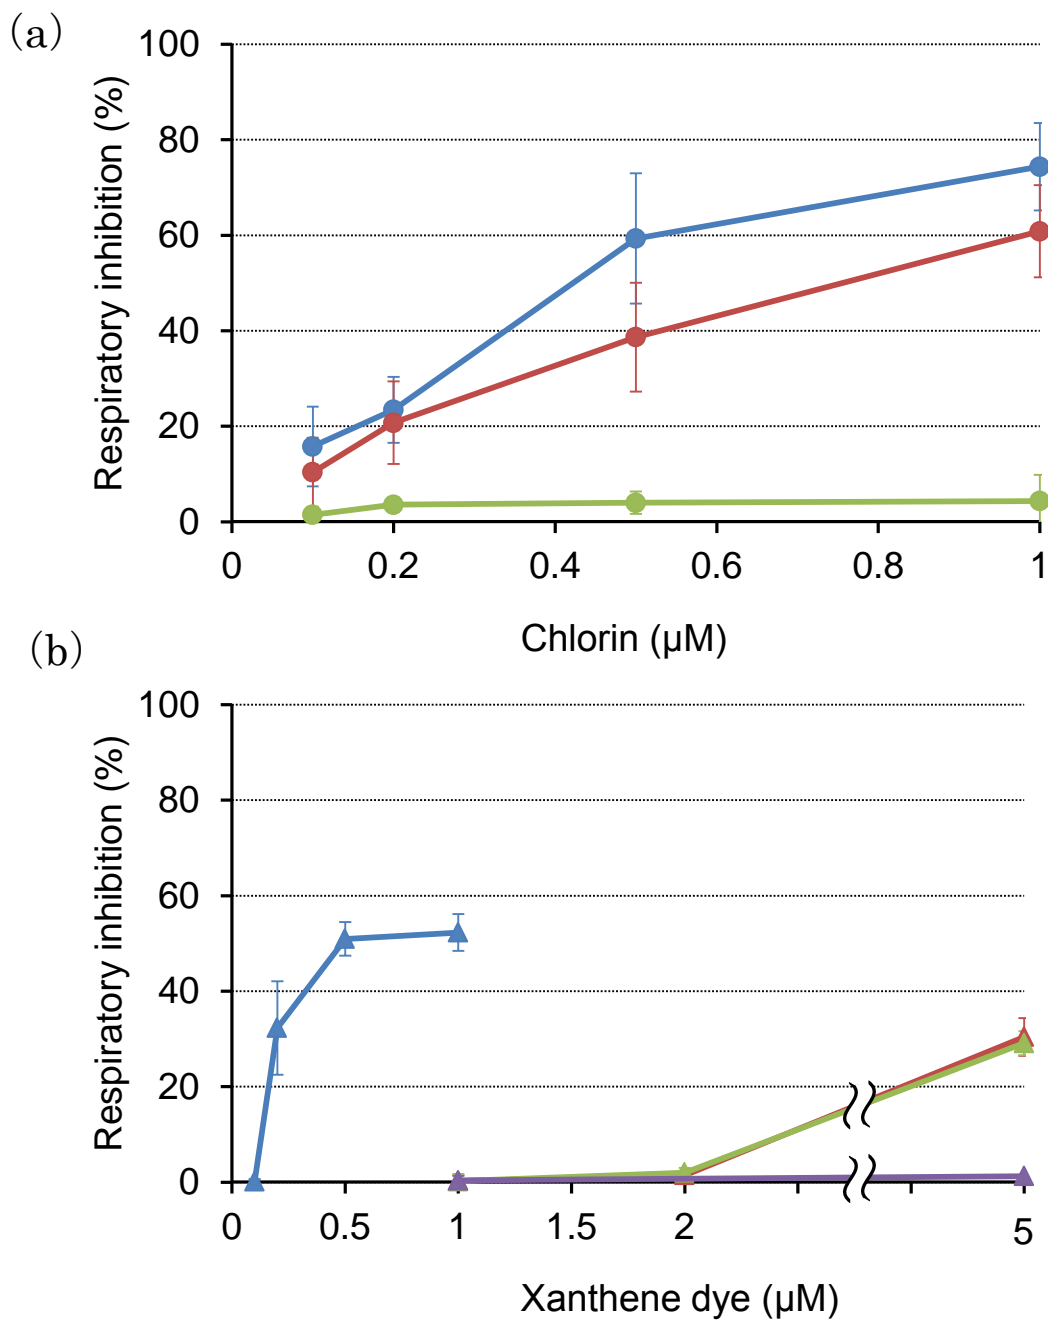 (a)
Respiratory inhibition (%)
100
80
60
40
20
0
0 0.2 0.4 0.6 0.8 1
Chlorin (μM)
(b)
Respiratory inhibition (%)
100
80
60
40
20
0
0 0.5 1 1.5 2 5
Xanthene dye (μM)